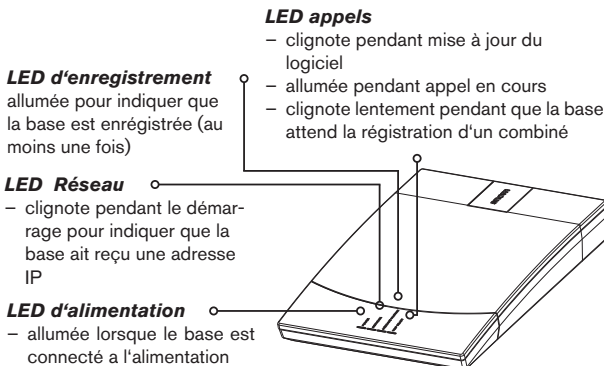 LED appels
– clignote pendant mise à jour du
logiciel
– allumée pendant appel en cours
– clignote lentement pendant que la base
attend la régistration d'un combiné
LED d'enregistrement
allumée pour indiquer que
la base est enrégistrée (au
moins une fois)
LED Réseau
– clignote pendant le démar-
rage pour indiquer que la
base ait reçu une adresse
IP
LED d'alimentation
– allumée lorsque le base est
connecté a l'alimentation